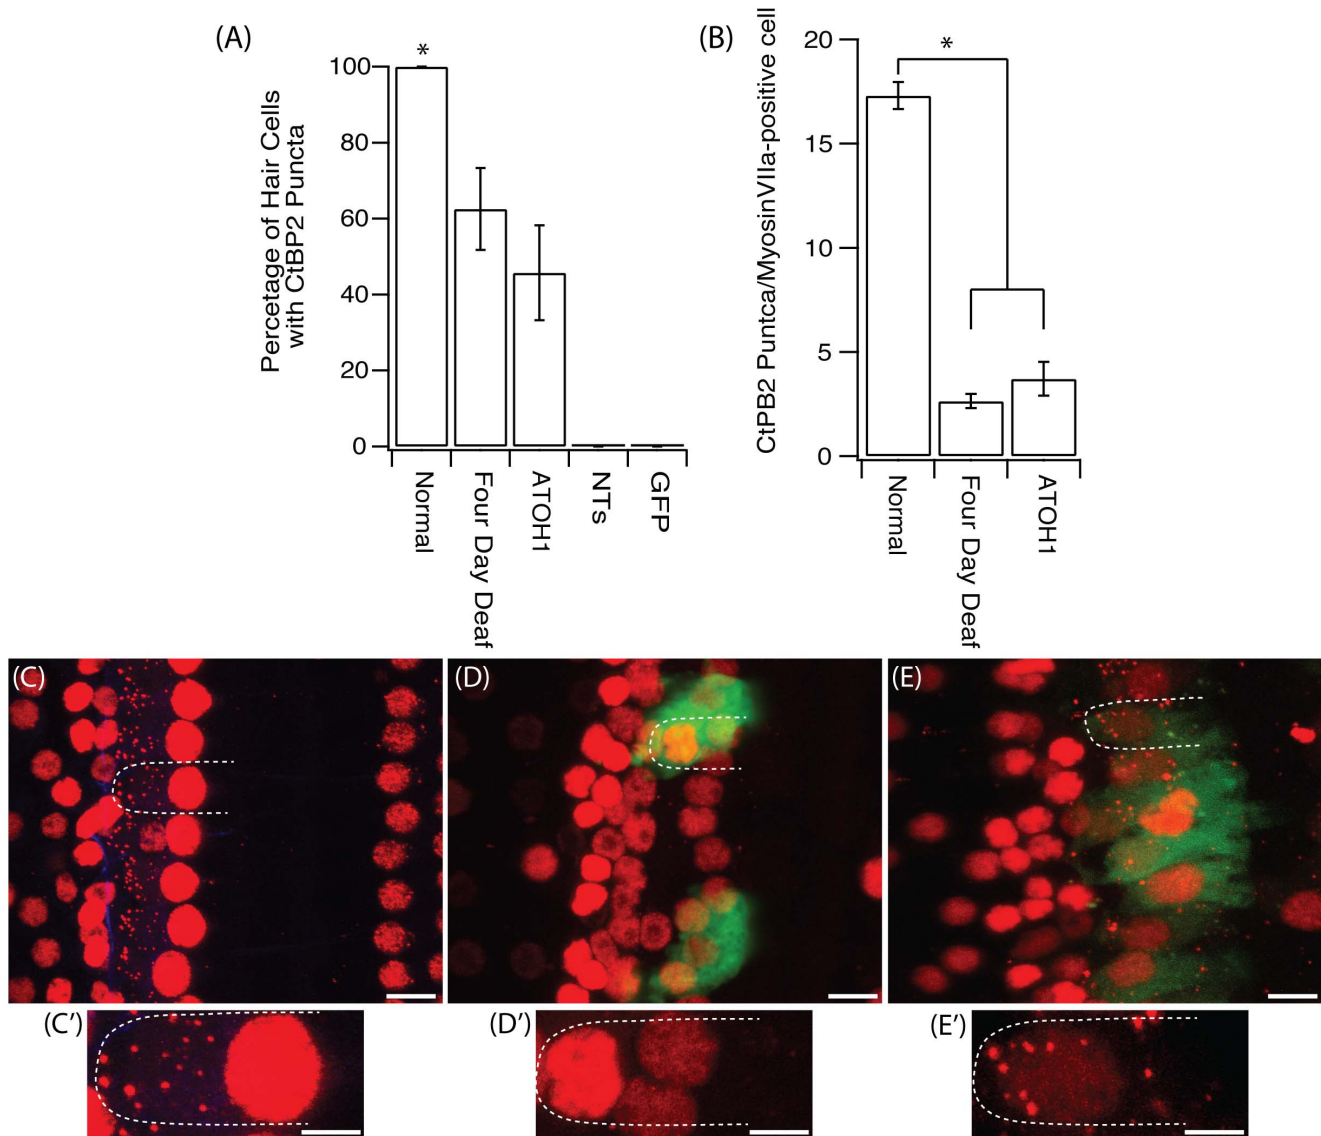 (A)
*
Percetage of Hair Cells
with CtBP2 Puncta
100
80
60
40
20
0
Normal
Four Day Deaf
ATOH1
NTs
GFP
(B)
*
CtPB2 Puntca/MyosinVIIa-positive cell
20
15
10
5
0
Normal
Four Day Deaf
ATOH1
(C)
(D)
(E)
(C')
(D')
(E')